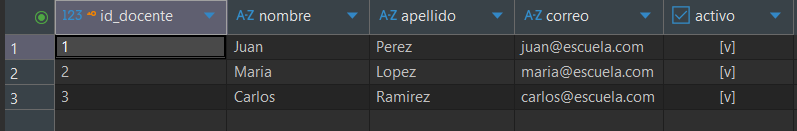 123 id_docente A-Z nombre A-Z apellido A-Z correo activo
1 1 Juan Perez juan@escuela.com [v]
2 2 Maria Lopez maria@escuela.com [v]
3 3 Carlos Ramirez carlos@escuela.com [v]